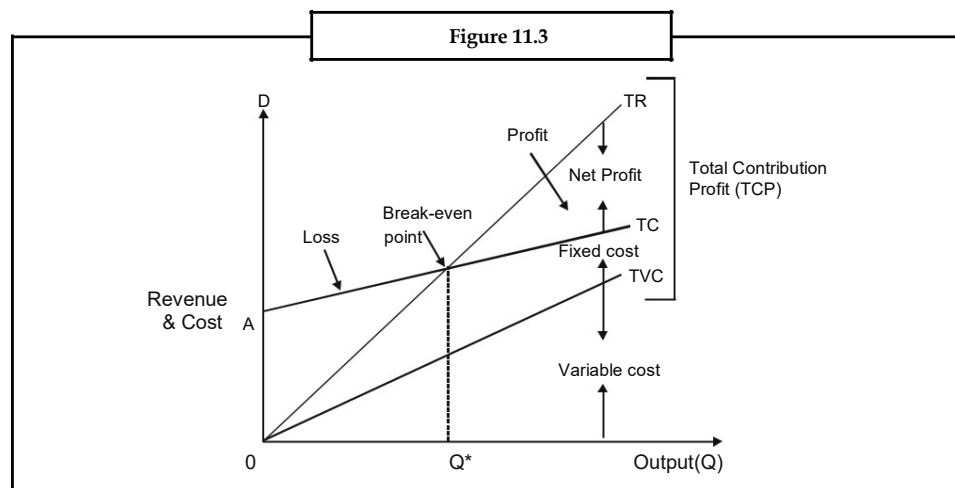 Figure 11.3
D
TR
Profit
Net Profit
Total Contribution
Profit (TCP)
Break-even
point
Loss
TC
Fixed cost
TVC
Revenue
& Cost
A
Variable cost
0
Q*
Output(Q)